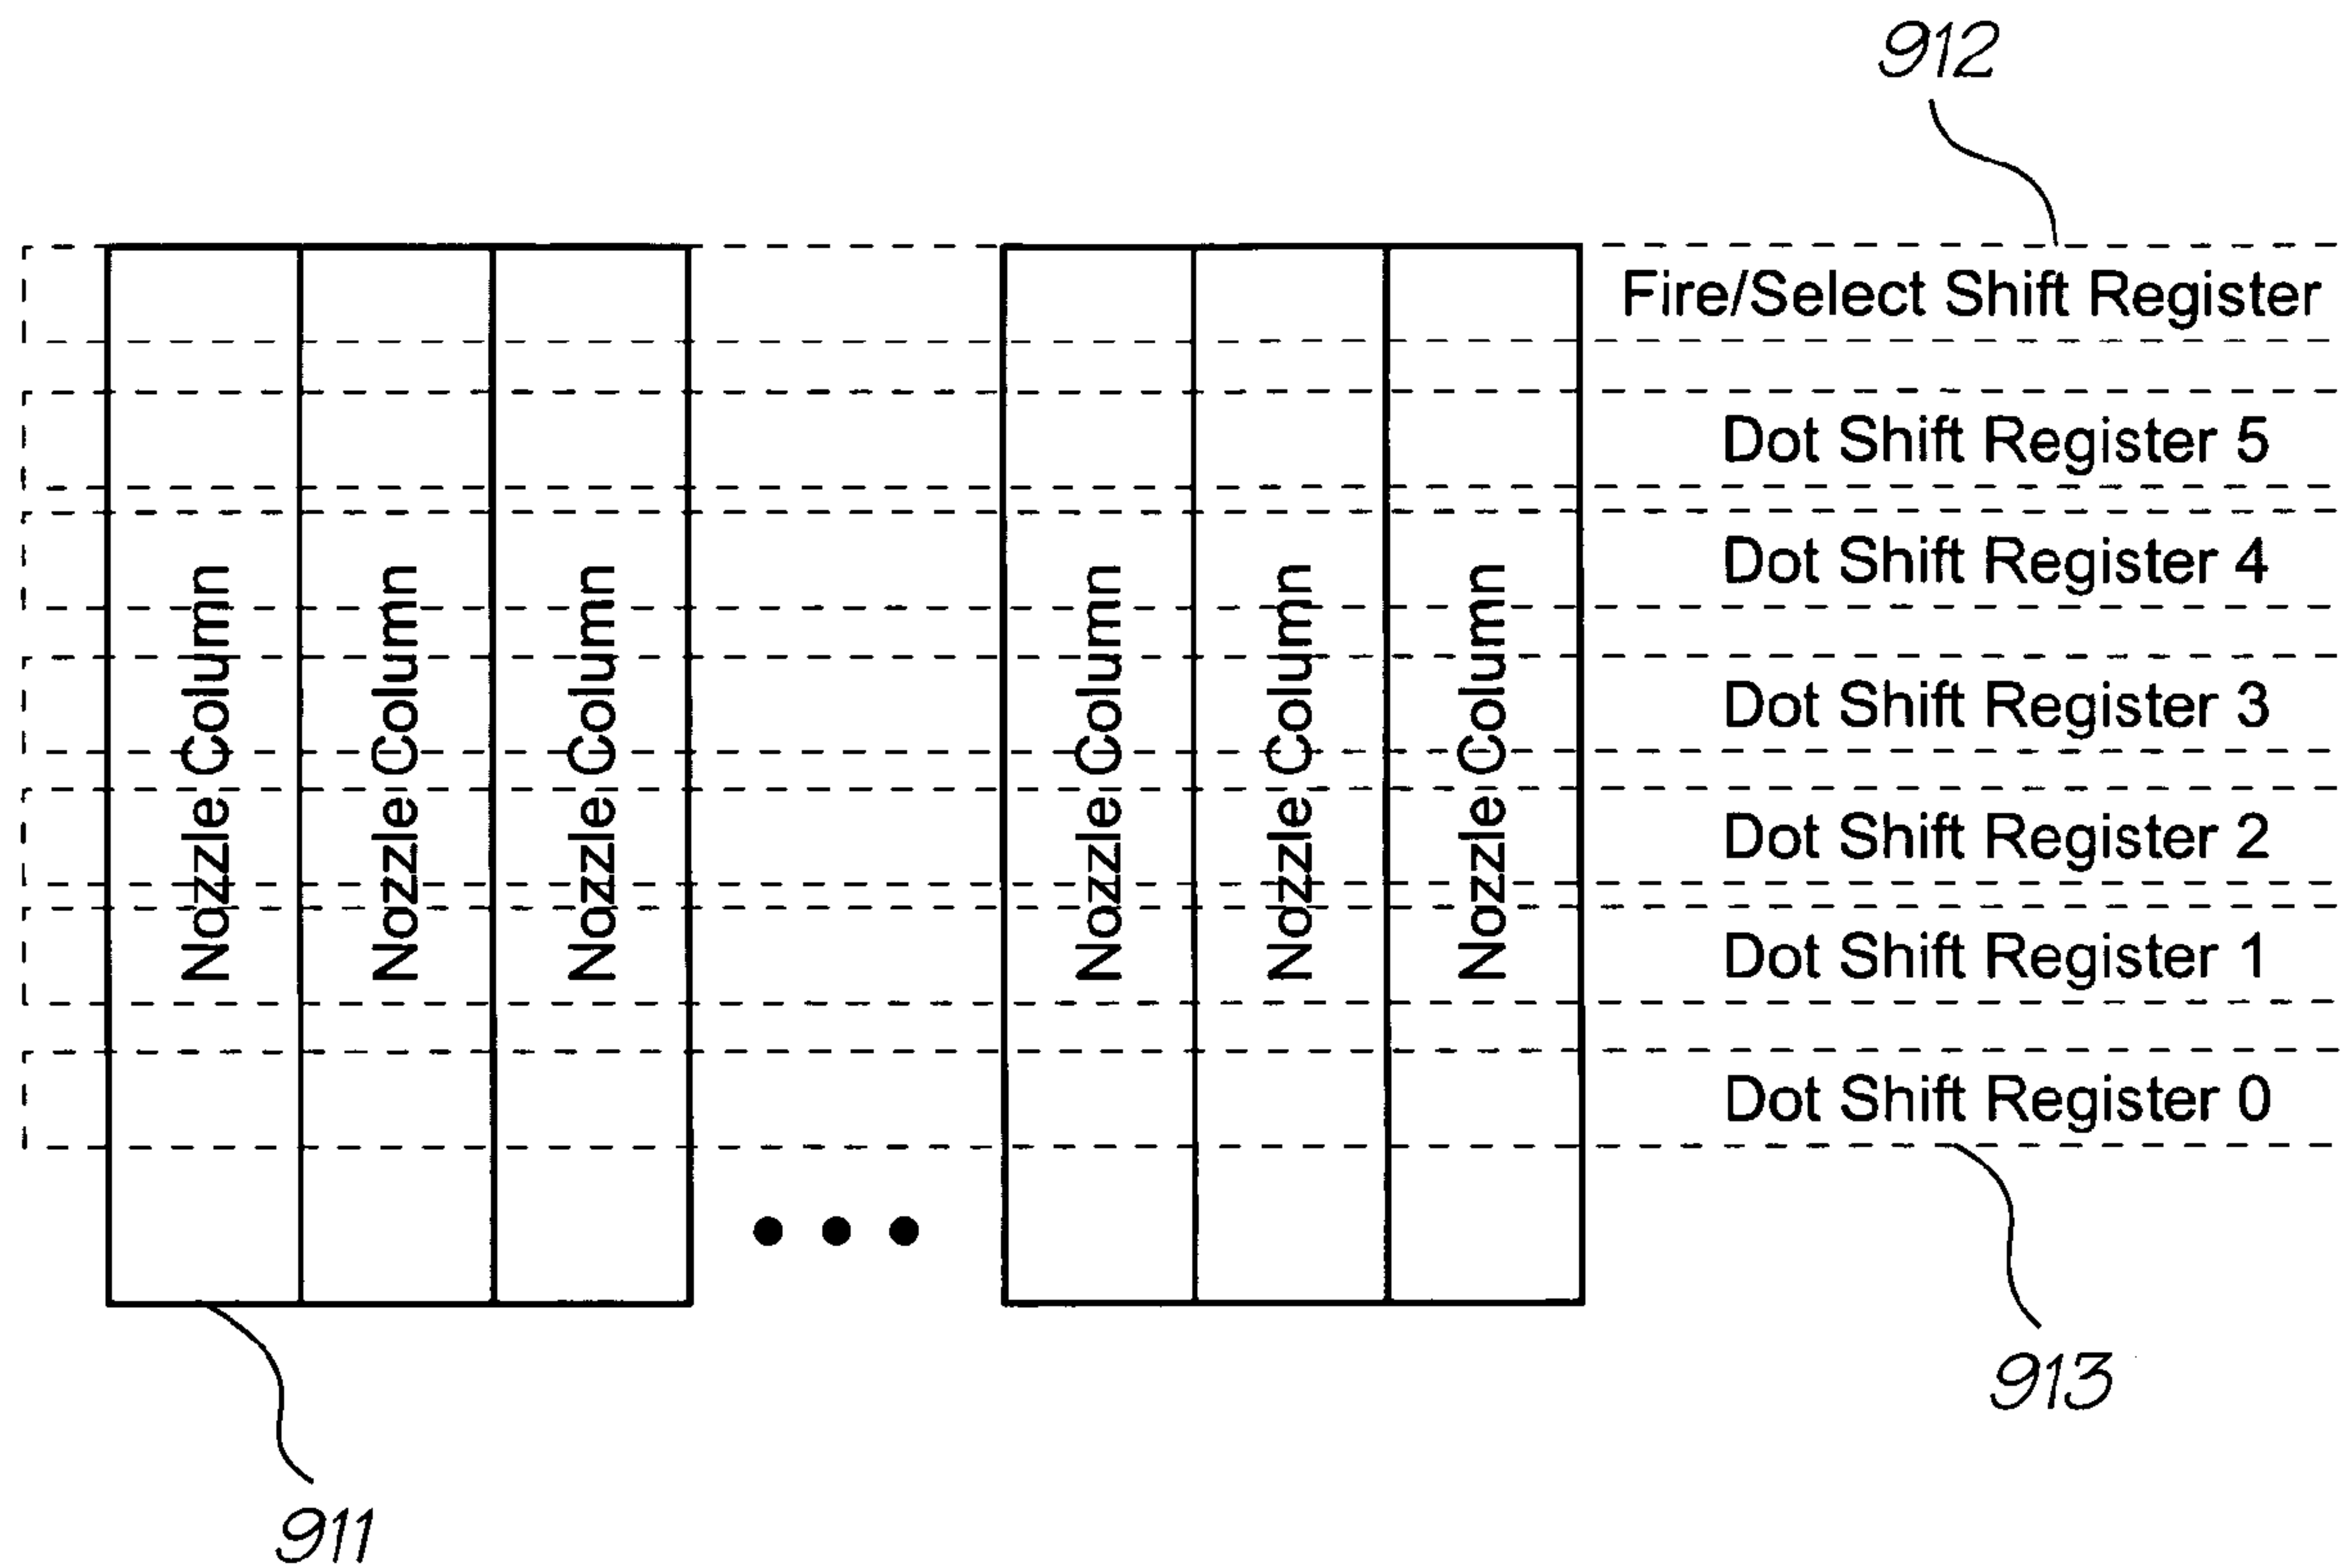 912
Fire/Select Shift Register
Dot Shift Register 5
Dot Shift Register 4
Dot Shift Register 3
Dot Shift Register 2
Dot Shift Register 1
Dot Shift Register 0
Nozzle Column
Nozzle Column
Nozzle Column
Nozzle Column
Nozzle Column
Nozzle Column
913
911